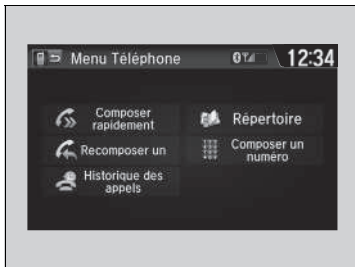 Menu Téléphone
12:34
Composer
rapidement
Répertoire
Recomposer un
Composer un
numéro
Historique des
appels